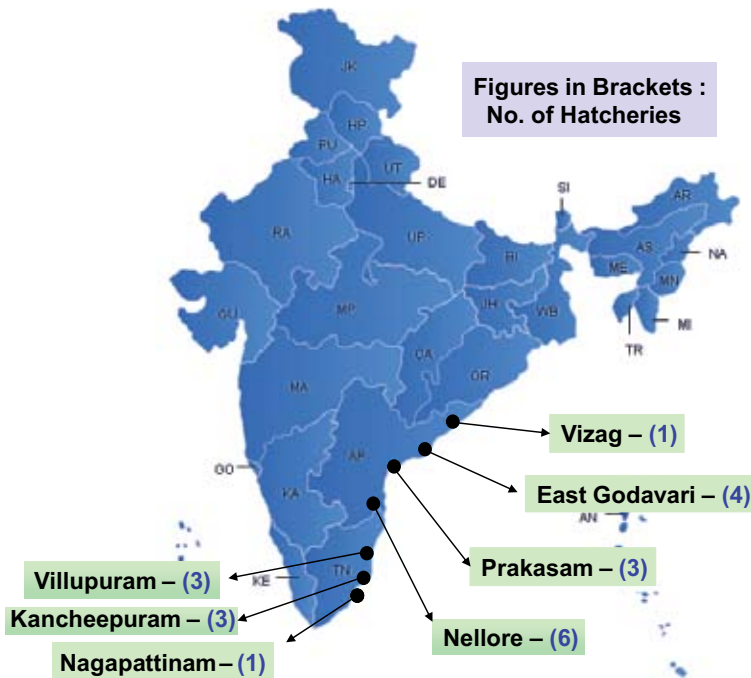 Figures in Brackets :
No. of Hatcheries
JK
HP
PU
UT
HA
DE
SI
AR
RA
UP
AS
NA
BI
ME
MN
GU
MP
JH
WB
MI
TR
CA
OR
MA
Vizag – (1)
AP
GO
KA
East Godavari – (4)
AN
Prakasam – (3)
Villupuram – (3)
TN
KE
Kancheepuram – (3)
Nellore – (6)
Nagapattinam – (1)